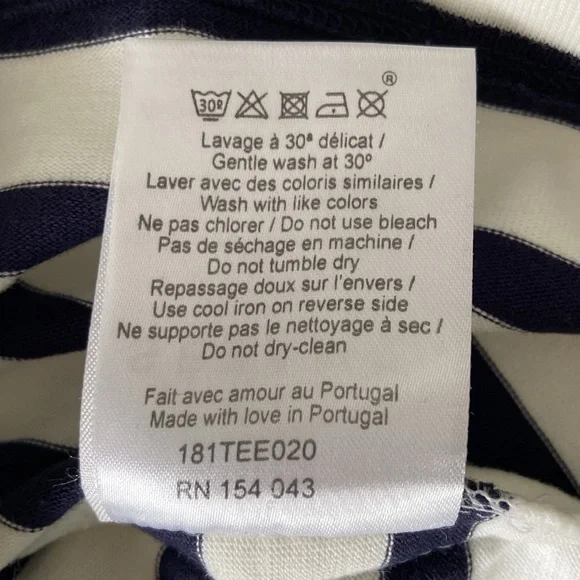 ®
30º
Lavage à 30º délicat /
Gentle wash at 30º
Laver avec des coloris similaires /
Wash with like colors
Ne pas chlorer / Do not use bleach
Pas de séchage en machine /
Do not tumble dry
Repassage doux sur l'envers /
Use cool iron on reverse side
Ne supporte pas le nettoyage à sec /
Do not dry-clean
Fait avec amour au Portugal
Made with love in Portugal
181TEE020
RN 154 043